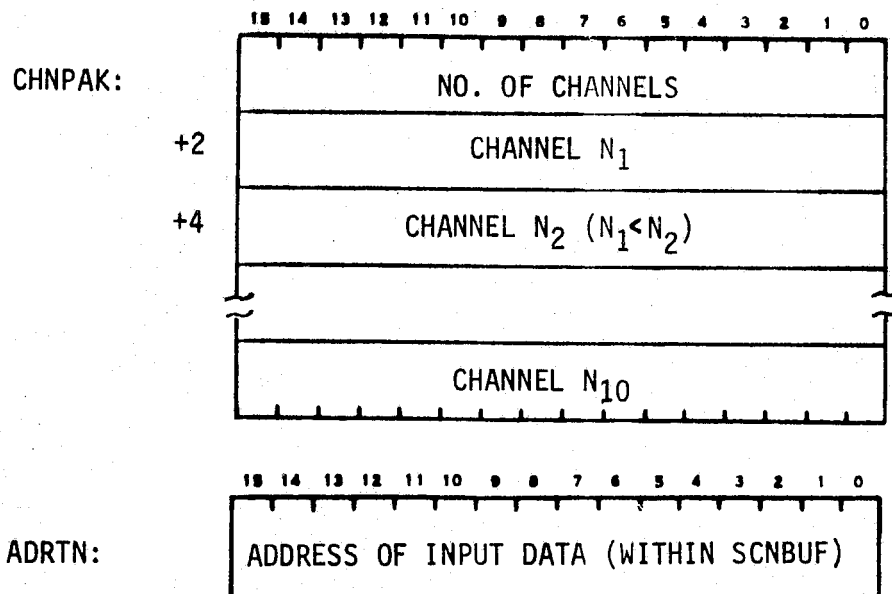 15 14 13 12 11 10 9 8 7 6 5 4 3 2 1 0
CHNPAK:
NO. OF CHANNELS
+2
CHANNEL N1
+4
CHANNEL N2 (N1<N2)
CHANNEL N10
15 14 13 12 11 10 9 8 7 6 5 4 3 2 1 0
ADRTN:
ADDRESS OF INPUT DATA (WITHIN SCNBUF)